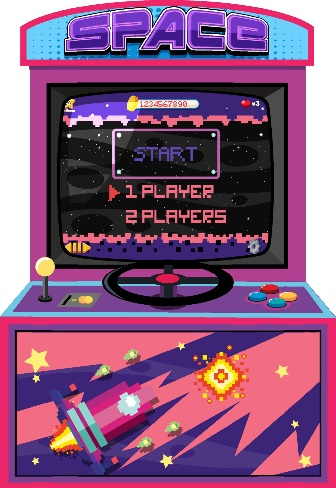 SPACE
1234567890
x3
START
1 PLAYER
2 PLAYERS